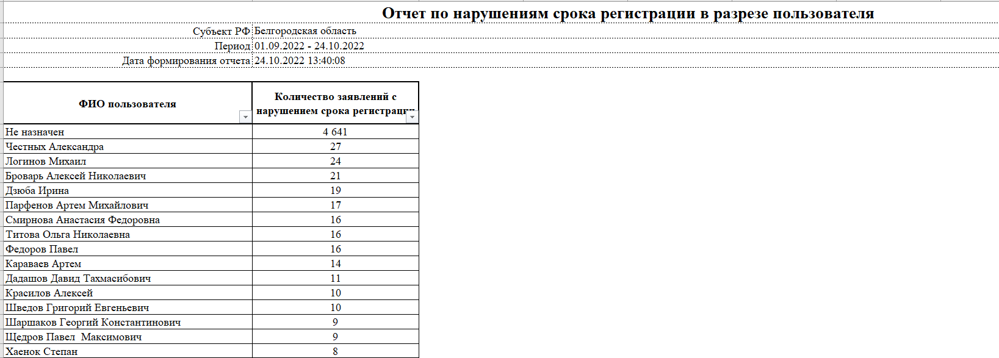 Отчет по нарушениям срока регистрации в разрезе пользователя
Субъект РФ Белгородская область
Период 01.09.2022 - 24.10.2022
Дата формирования отчета 24.10.2022 13:40:08
ФИО пользователя Количество заявлений с
нарушением срока регистрации
Не назначен 4 641
Честных Александра 27
Логинов Михаил 24
Броварь Алексей Николаевич 21
Дзюба Ирина 19
Парфенов Артем Михайлович 17
Смирнова Анастасия Федоровна 16
Титова Ольга Николаевна 16
Федоров Павел 16
Караваев Артем 14
Дадашов Давид Тахмасибович 11
Красилов Алексей 10
Шведов Григорий Евгеньевич 10
Шаршаков Георгий Константинович 9
Щедров Павел  Максимович 9
Хаенок Степан 8